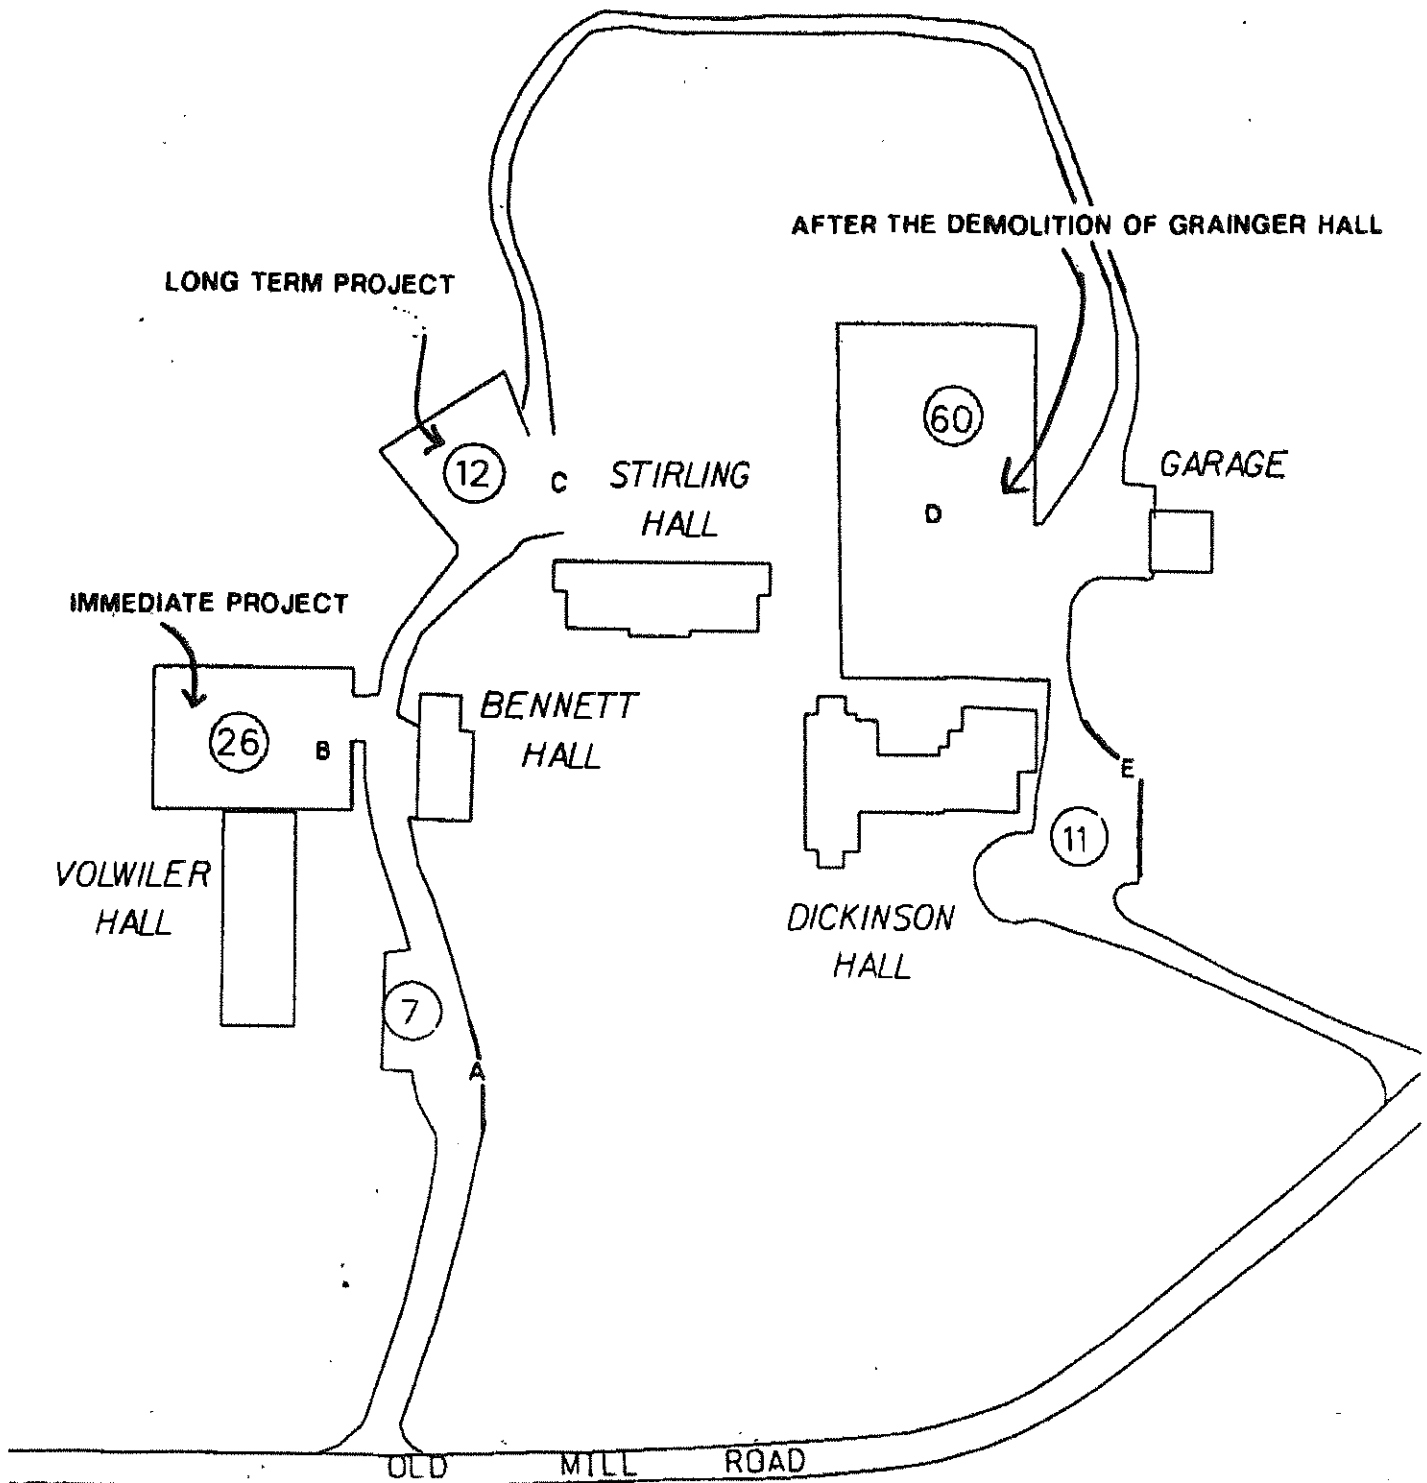 AFTER THE DEMOLITION OF GRAINGER HALL
LONG TERM PROJECT
60
12
C
STIRLING
HALL
GARAGE
D
IMMEDIATE PROJECT
26
B
BENNETT
HALL
E
11
VOLWILER
HALL
DICKINSON
HALL
7
A
OLD MILL ROAD